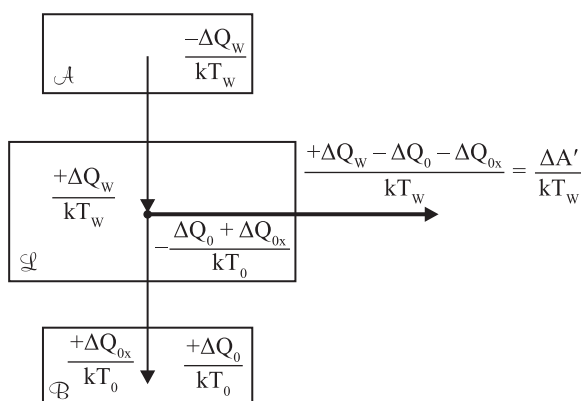 −ΔQ_W
kT_W
𝒜
+ΔQ_W − ΔQ_0 − ΔQ_0x = ΔA′
kT_W kT_W
+ΔQ_W
kT_W
− ΔQ_0 + ΔQ_0x
kT_0
ℒ
+ΔQ_0x +ΔQ_0
kT_0 kT_0
ℬ